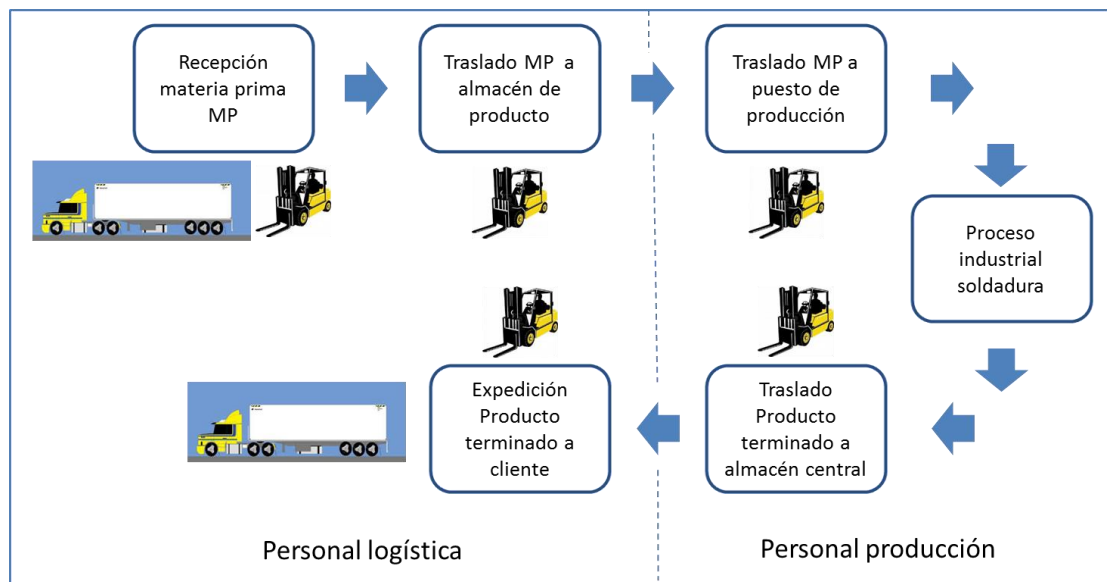 Recepción
materia prima
MP
Traslado MP a
almacén de
producto
Traslado MP a
puesto de
producción
Proceso
industrial
soldadura
Traslado
Producto
terminado a
almacén central
Expedición
Producto
terminado a
cliente
Personal logística
Personal producción